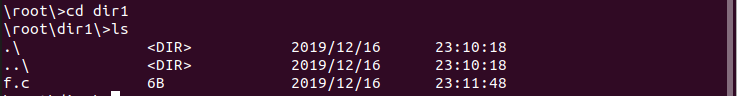 \root\>cd dir1
\root\dir1\>ls
.\ <DIR> 2019/12/16 23:10:18
..\ <DIR> 2019/12/16 23:10:18
f.c 6B 2019/12/16 23:11:48